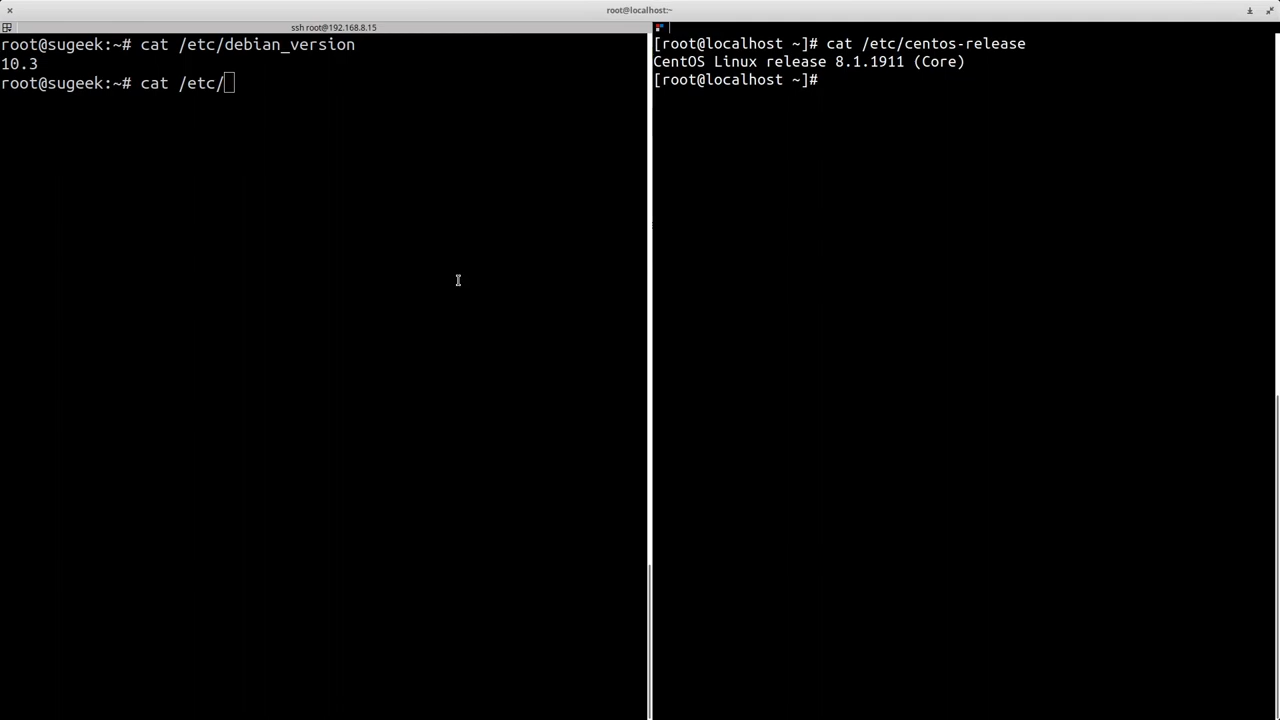 root@localhost:~
ssh root@192.168.8.15
root@sugeek:~# cat /etc/debian_version
10.3
root@sugeek:~# cat /etc/
[root@localhost ~]# cat /etc/centos-release
CentOS Linux release 8.1.1911 (Core)
[root@localhost ~]#